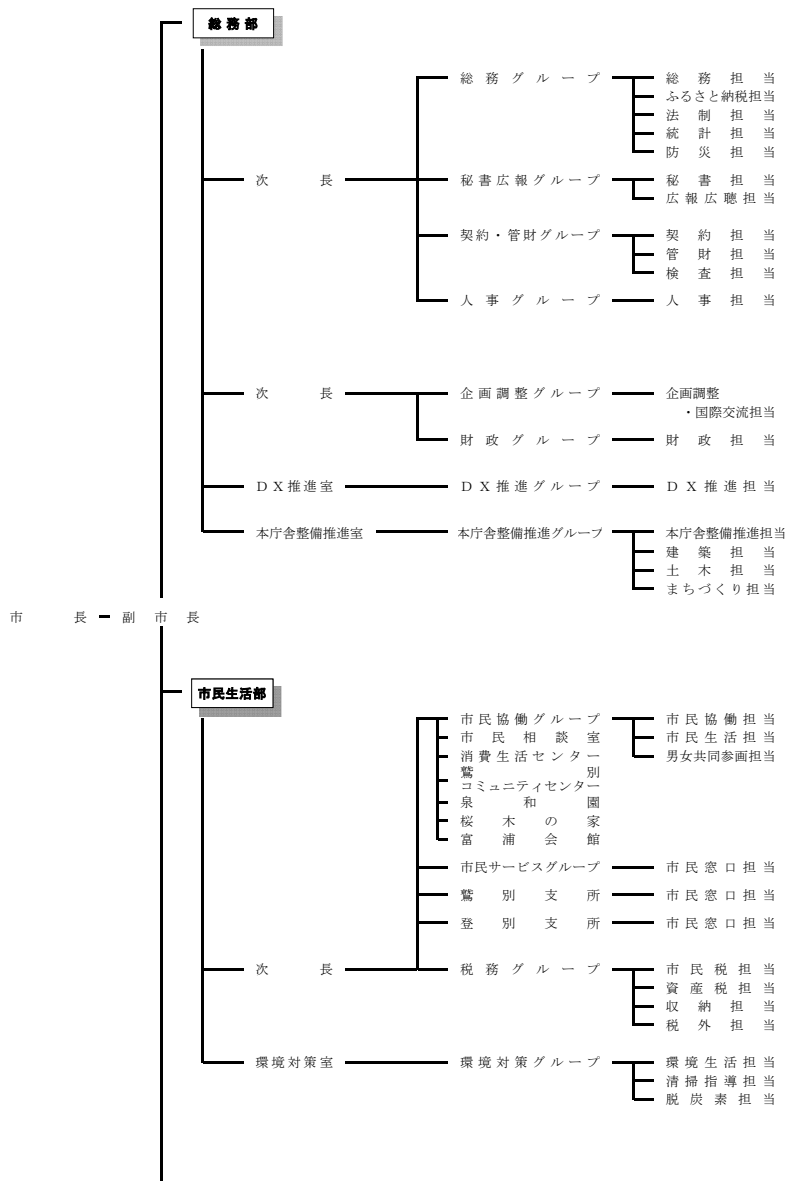 総務部
総務グループ 総務担当
ふるさと納税担当
法制担当
統計担当
防災担当
次長 秘書広報グループ 秘書担当
広報広聴担当
契約・管財グループ 契約担当
管財担当
検査担当
人事グループ 人事担当
次長 企画調整グループ 企画調整
・国際交流担当
財政グループ 財政担当
DX推進室 DX推進グループ DX推進担当
本庁舎整備推進室 本庁舎整備推進グループ 本庁舎整備推進担当
建築担当
土木担当
まちづくり担当
市長 副市長
市民生活部
市民協働グループ 市民協働担当
市民相談室 市民生活担当
消費生活センター 男女共同参画担当
鷲別
コミュニティセンター
泉和園
桜木の家
富浦会館
市民サービスグループ 市民窓口担当
鷲別支所 市民窓口担当
登別支所 市民窓口担当
次長 税務グループ 市民税担当
資産税担当
収納担当
税外担当
環境対策室 環境対策グループ 環境生活担当
清掃指導担当
脱炭素担当